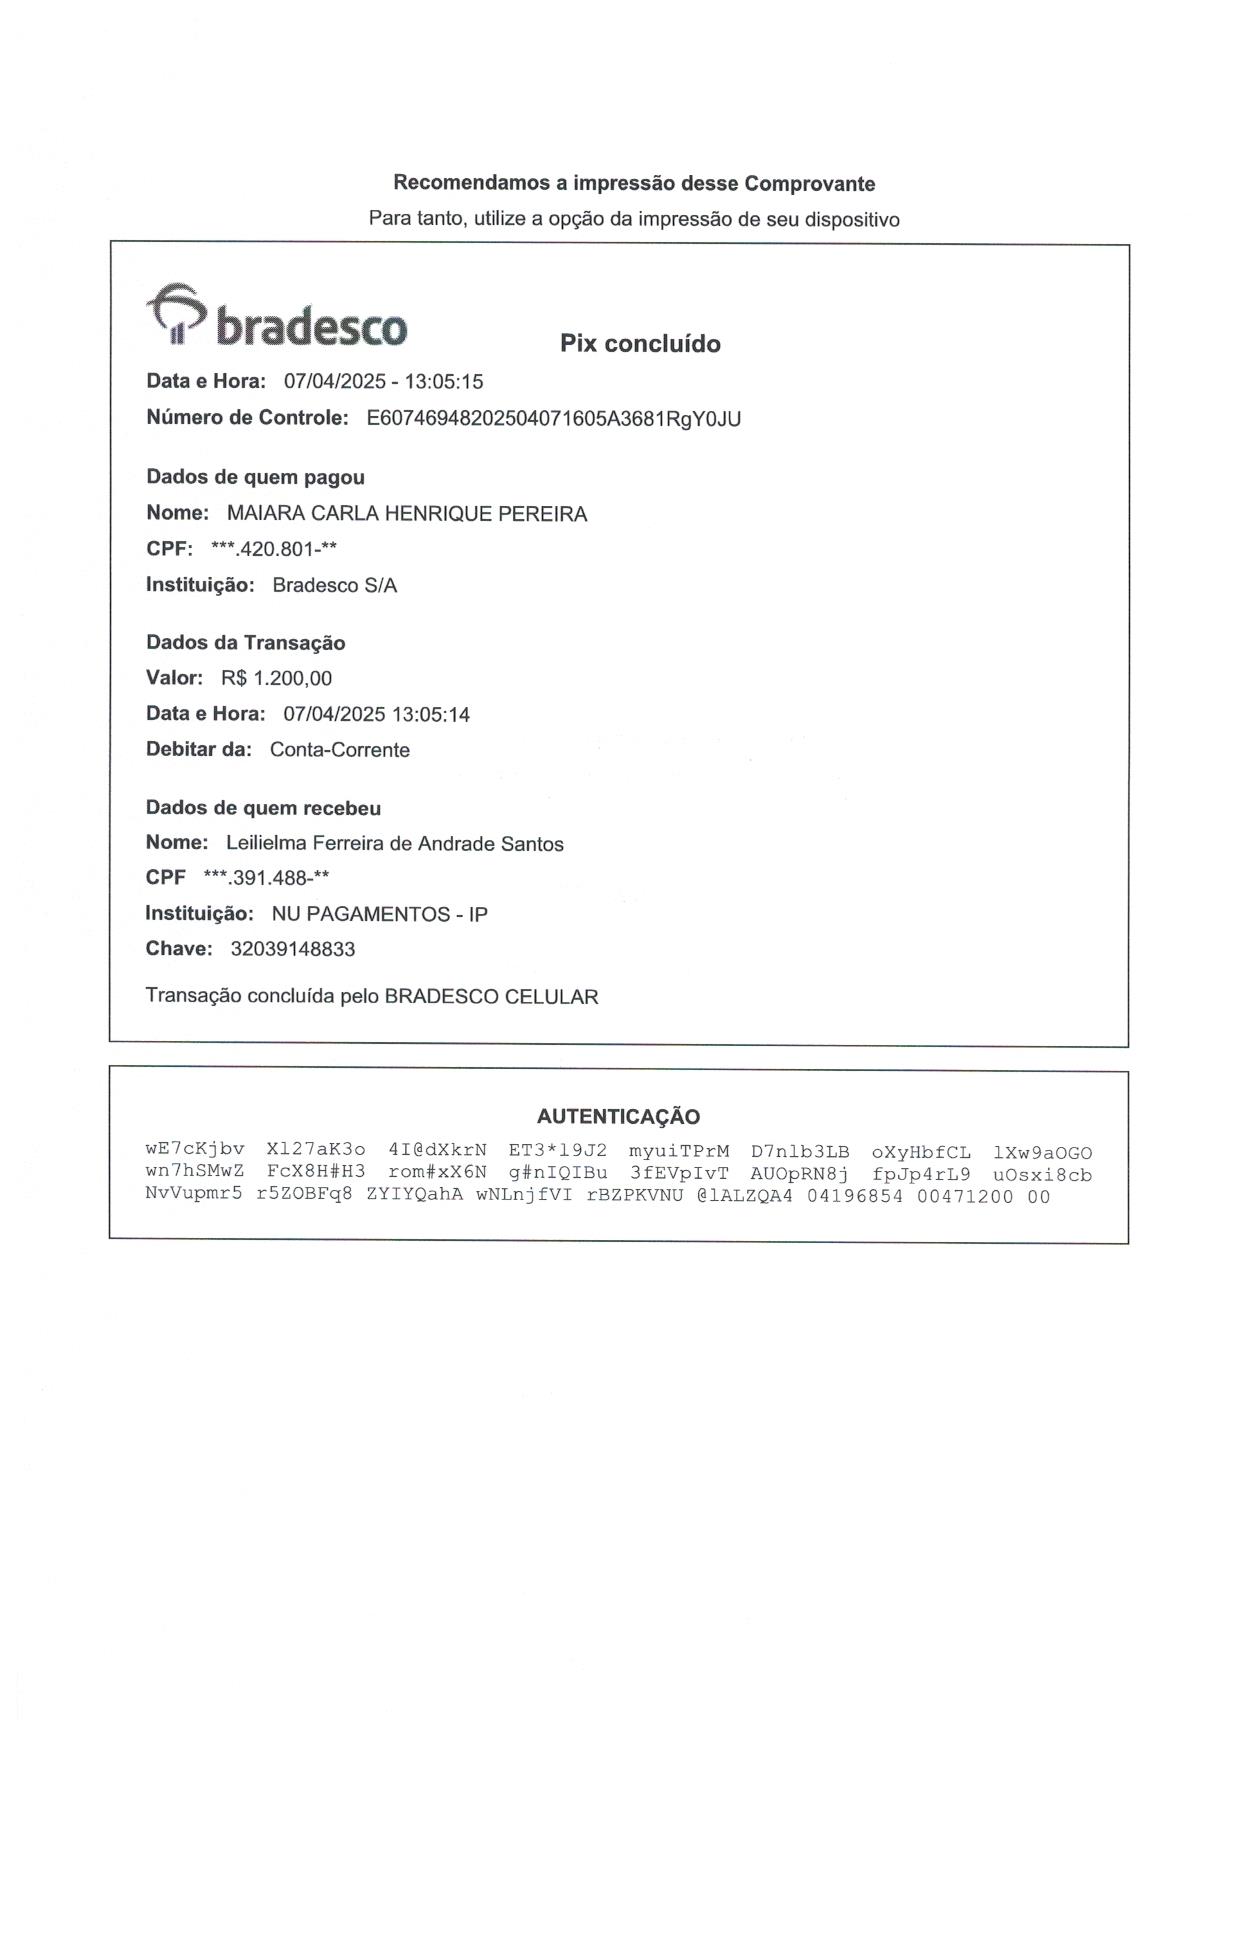 Recomendamos a impressão desse Comprovante
Para tanto, utilize a opção da impressão de seu dispositivo
bradesco
Pix concluído
Data e Hora: 07/04/2025 - 13:05:15
Número de Controle: E60746948202504071605A3681RgY0JU
Dados de quem pagou
Nome: MAIARA CARLA HENRIQUE PEREIRA
CPF: ***.420.801-**
Instituição: Bradesco S/A
Dados da Transação
Valor: R$ 1.200,00
Data e Hora: 07/04/2025 13:05:14
Debitar da: Conta-Corrente
Dados de quem recebeu
Nome: Leilielma Ferreira de Andrade Santos
CPF ***.391.488-**
Instituição: NU PAGAMENTOS - IP
Chave: 32039148833
Transação concluída pelo BRADESCO CELULAR
AUTENTICAÇÃO
wE7cKjbv Xl27aK3o 4I@dXkrN ET3*l9J2 myuiTPrM D7nlb3LB oXyHbfCL lXw9aOGO
wn7hSMwZ FcX8H#H3 rom#xX6N g#nIQIBu 3fEVpIvT AUOpRN8j fpJp4rL9 uOsxi8cb
NvVupmr5 r5ZOBFq8 ZYIYQahA wNLnjfVI rBZPKVNU @lALZQA4 04196854 00471200 00